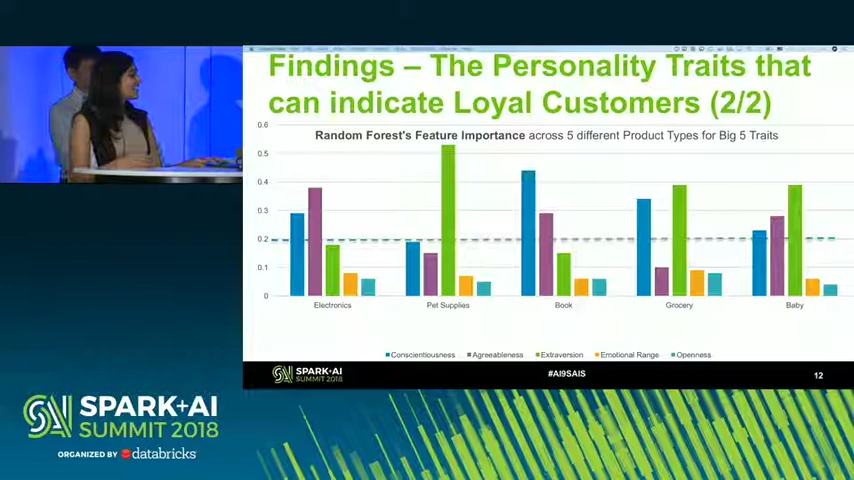 Findings – The Personality Traits that
can indicate Loyal Customers (2/2)
Random Forest's Feature Importance across 5 different Product Types for Big 5 Traits
0.6
0.5
0.4
0.3
0.2
0.1
0
Electronics
Pet Supplies
Book
Grocery
Baby
Conscientiousness
Agreeableness
Extraversion
Emotional Range
Openness
SPARK+AI
SUMMIT 2018
#AI9SAIS
12
SPARK+AI
SUMMIT 2018
ORGANIZED BY databricks